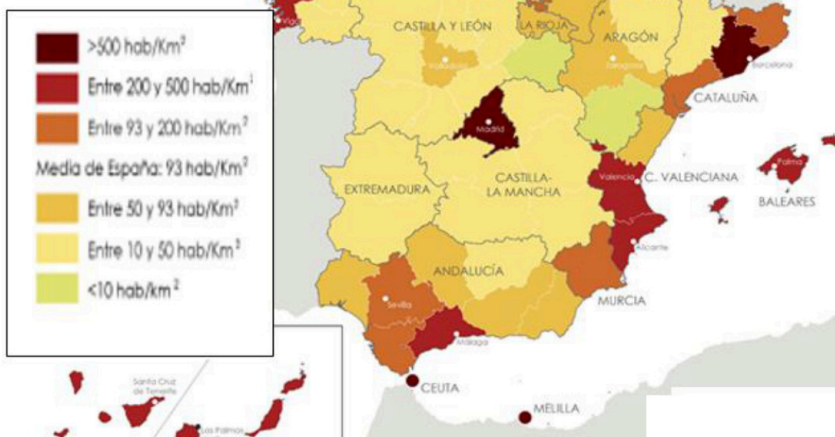 >500 hab/Km²
Entre 200 y 500 hab/Km²
Entre 93 y 200 hab/Km²
Media de España: 93 hab/Km²
Entre 50 y 93 hab/Km²
Entre 10 y 50 hab/Km²
<10 hab/km²
Vigo
CASTILLA Y LEÓN
LA RIOJA
ARAGÓN
Valladolid
Zaragoza
Barcelona
CATALUÑA
Madrid
EXTREMADURA
CASTILLA-
LA MANCHA
Valencia
C. VALENCIANA
Palma
BALEARES
Alicante
ANDALUCÍA
Sevilla
MURCIA
Málaga
CEUTA
MELILLA
Santa Cruz
de Tenerife
Las Palmas